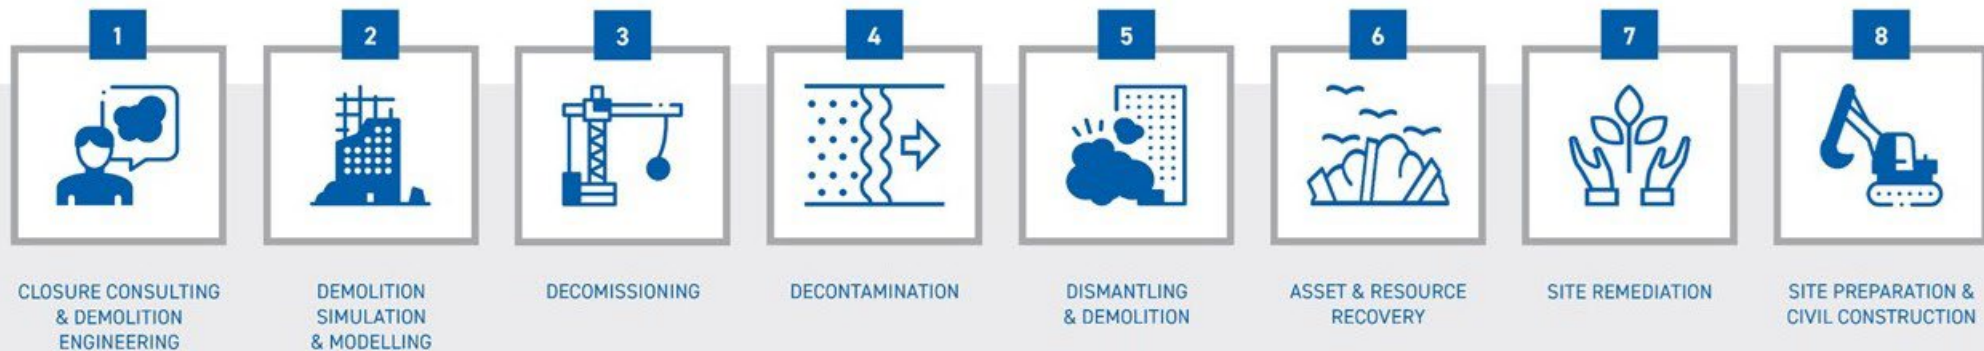 1
CLOSURE CONSULTING
& DEMOLITION
ENGINEERING
2
DEMOLITION
SIMULATION
& MODELLING
3
DECOMISSIONING
4
DECONTAMINATION
5
DISMANTLING
& DEMOLITION
6
ASSET & RESOURCE
RECOVERY
7
SITE REMEDIATION
8
SITE PREPARATION &
CIVIL CONSTRUCTION